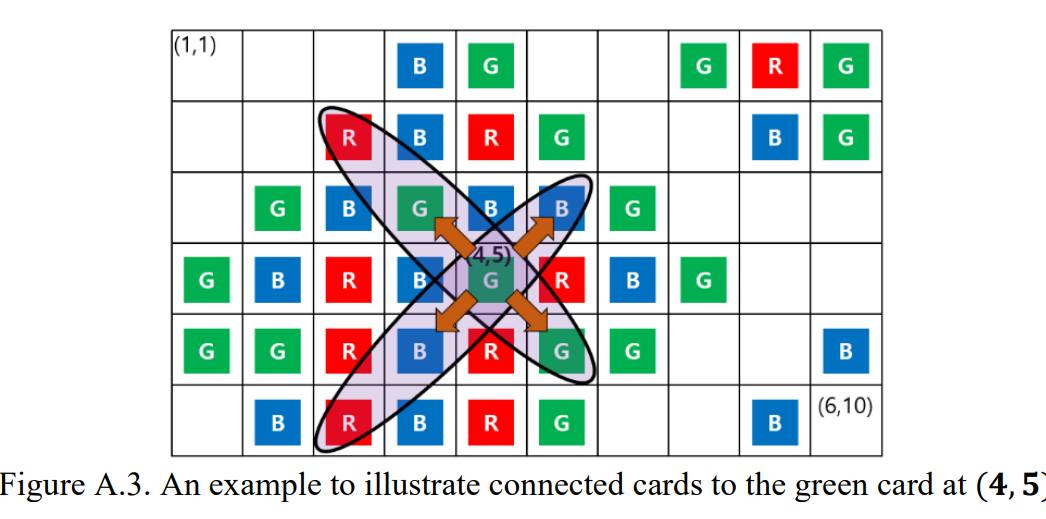 (1,1) B G G R G
R B R G B G
G B G B B G
(4,5)
G B R B G R B G
G G R B R G G B
B R B R G B (6,10)
Figure A.3. An example to illustrate connected cards to the green card at (4, 5)